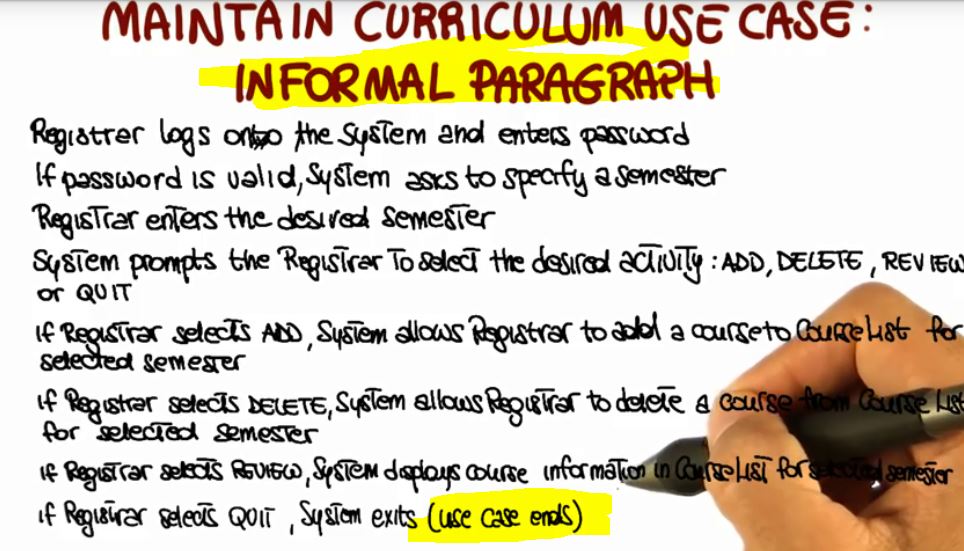 MAINTAIN CURRICULUM USE CASE:
INFORMAL PARAGRAPH
Registrar logs onto the System and enters password
If password is valid, System asks to specify a semester
Registrar enters the desired semester
System prompts the Registrar to select the desired activity: ADD, DELETE, REVIEW
or QUIT
if Registrar selects ADD, System allows Registrar to add a course to Course List for
selected semester
if Registrar selects DELETE, System allows Registrar to delete a course from Course List
for selected semester
if Registrar selects REVIEW, System displays course information in Course List for selected semester
if Registrar selects QUIT, System exits (use case ends)